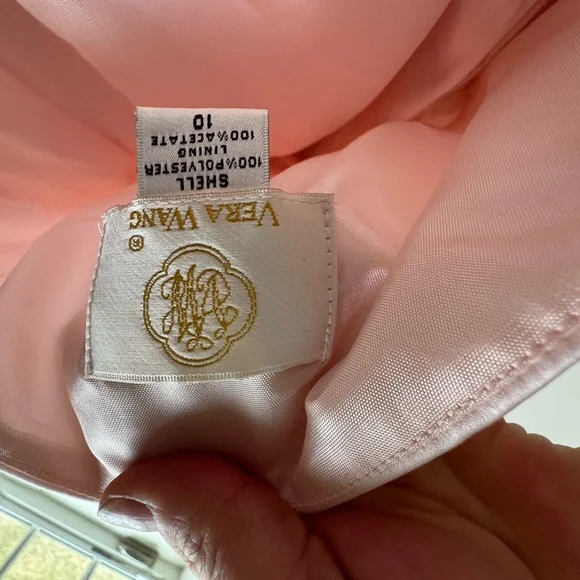 VERA WANG
®
SHELL
100% POLYESTER
LINING
100% ACETATE
10